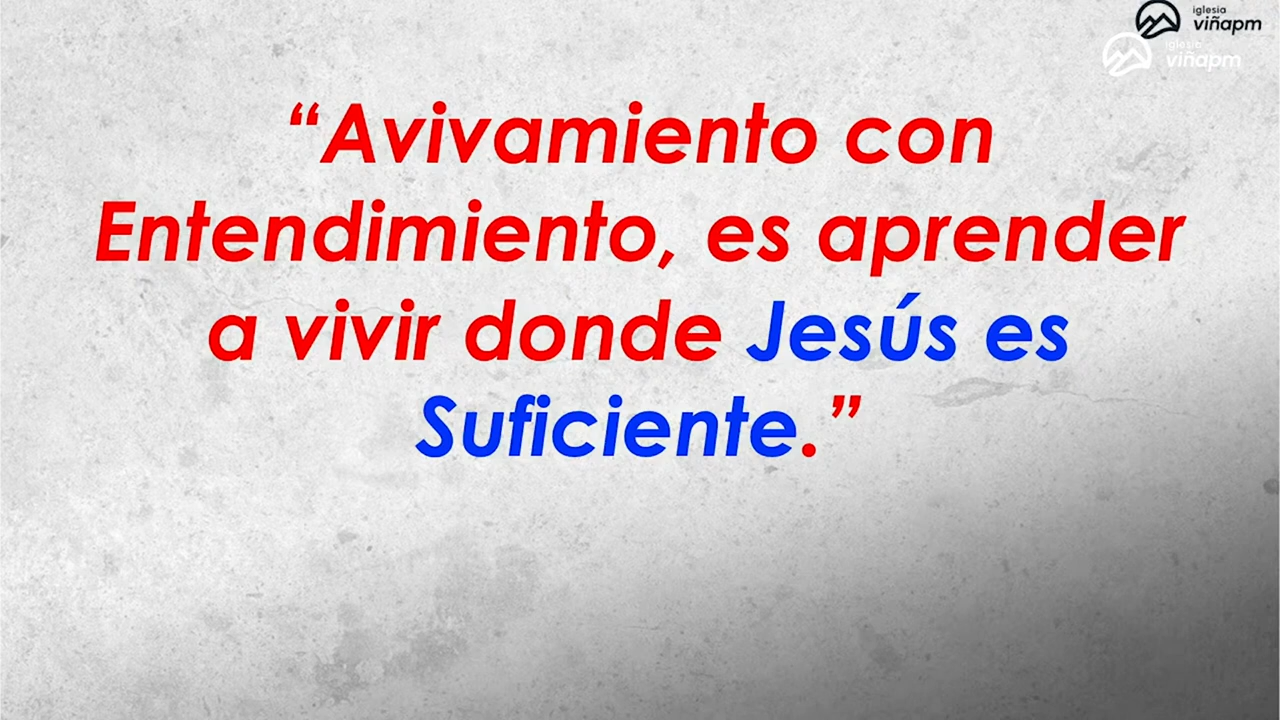 iglesia
viñapm
iglesia
viñapm
“Avivamiento con
Entendimiento, es aprender
a vivir donde Jesús es
Suficiente.”